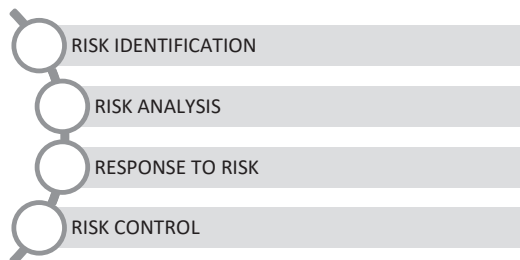 RISK IDENTIFICATION
RISK ANALYSIS
RESPONSE TO RISK
RISK CONTROL